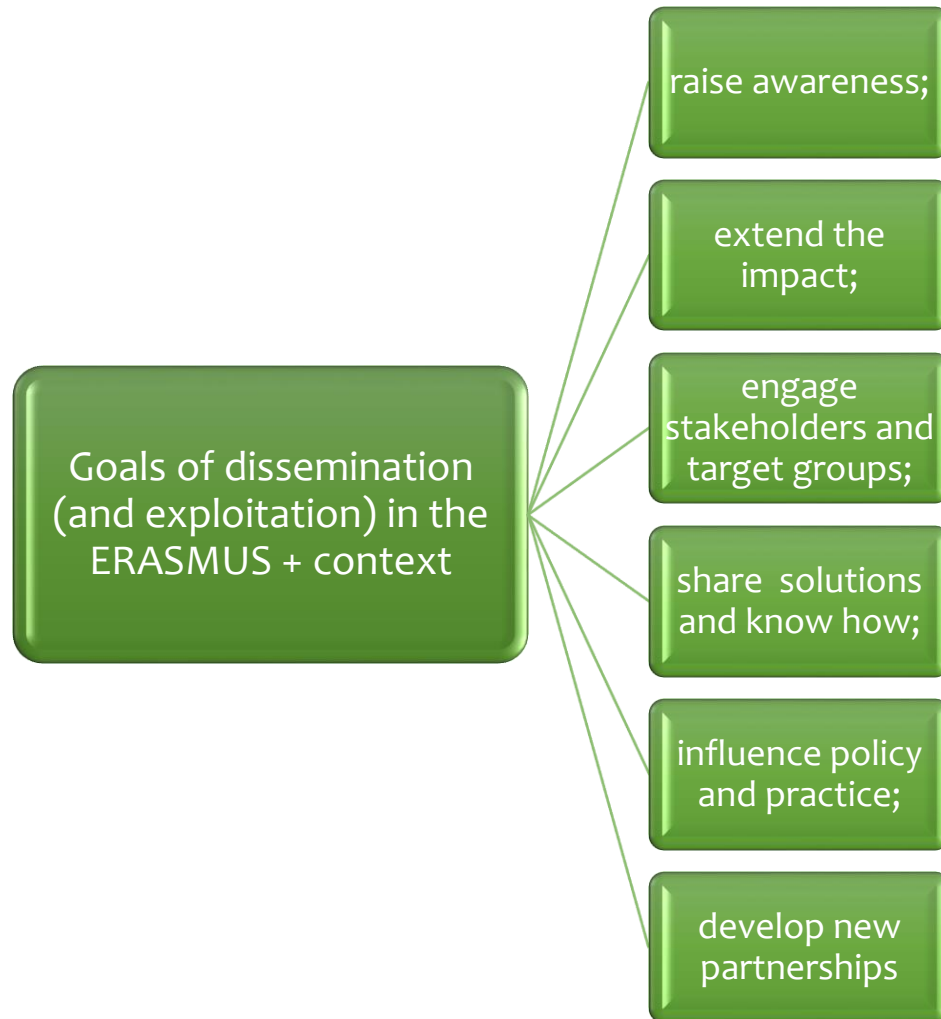 Goals of dissemination
(and exploitation) in the
ERASMUS + context
raise awareness;
extend the
impact;
engage
stakeholders and
target groups;
share  solutions
and know how;
influence policy
and practice;
develop new
partnerships